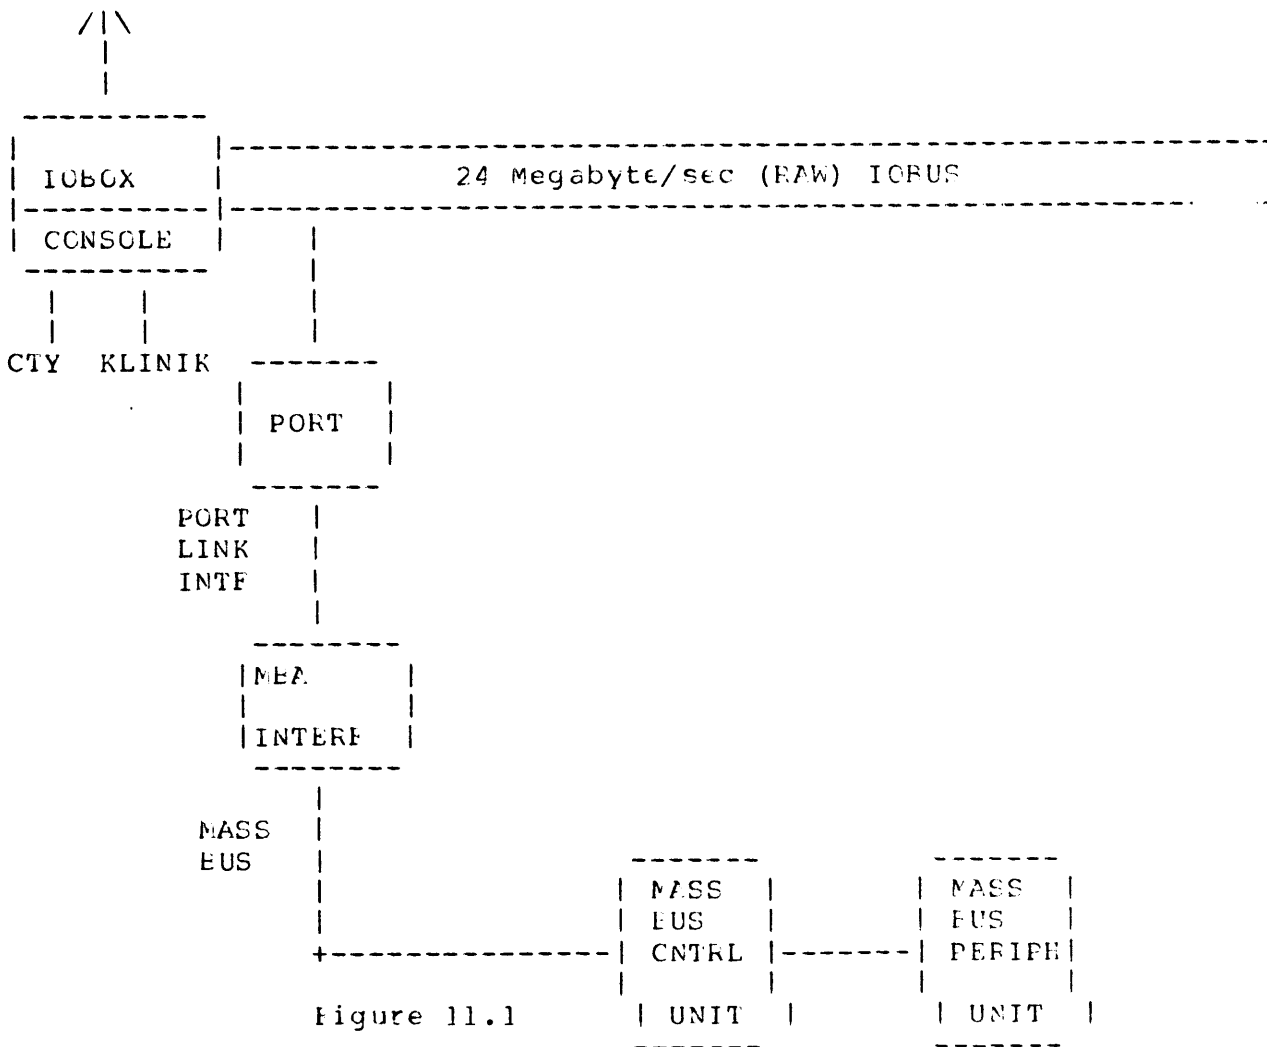 IOBOX
24 Megabyte/sec (RAW) IOBUS
CONSOLE
CTY KLINIK
PORT
PORT
LINK
INTF
MBA
INTERF
MASS
BUS
MASS MASS
BUS BUS
CNTRL PERIPH
Figure 11.1 UNIT UNIT